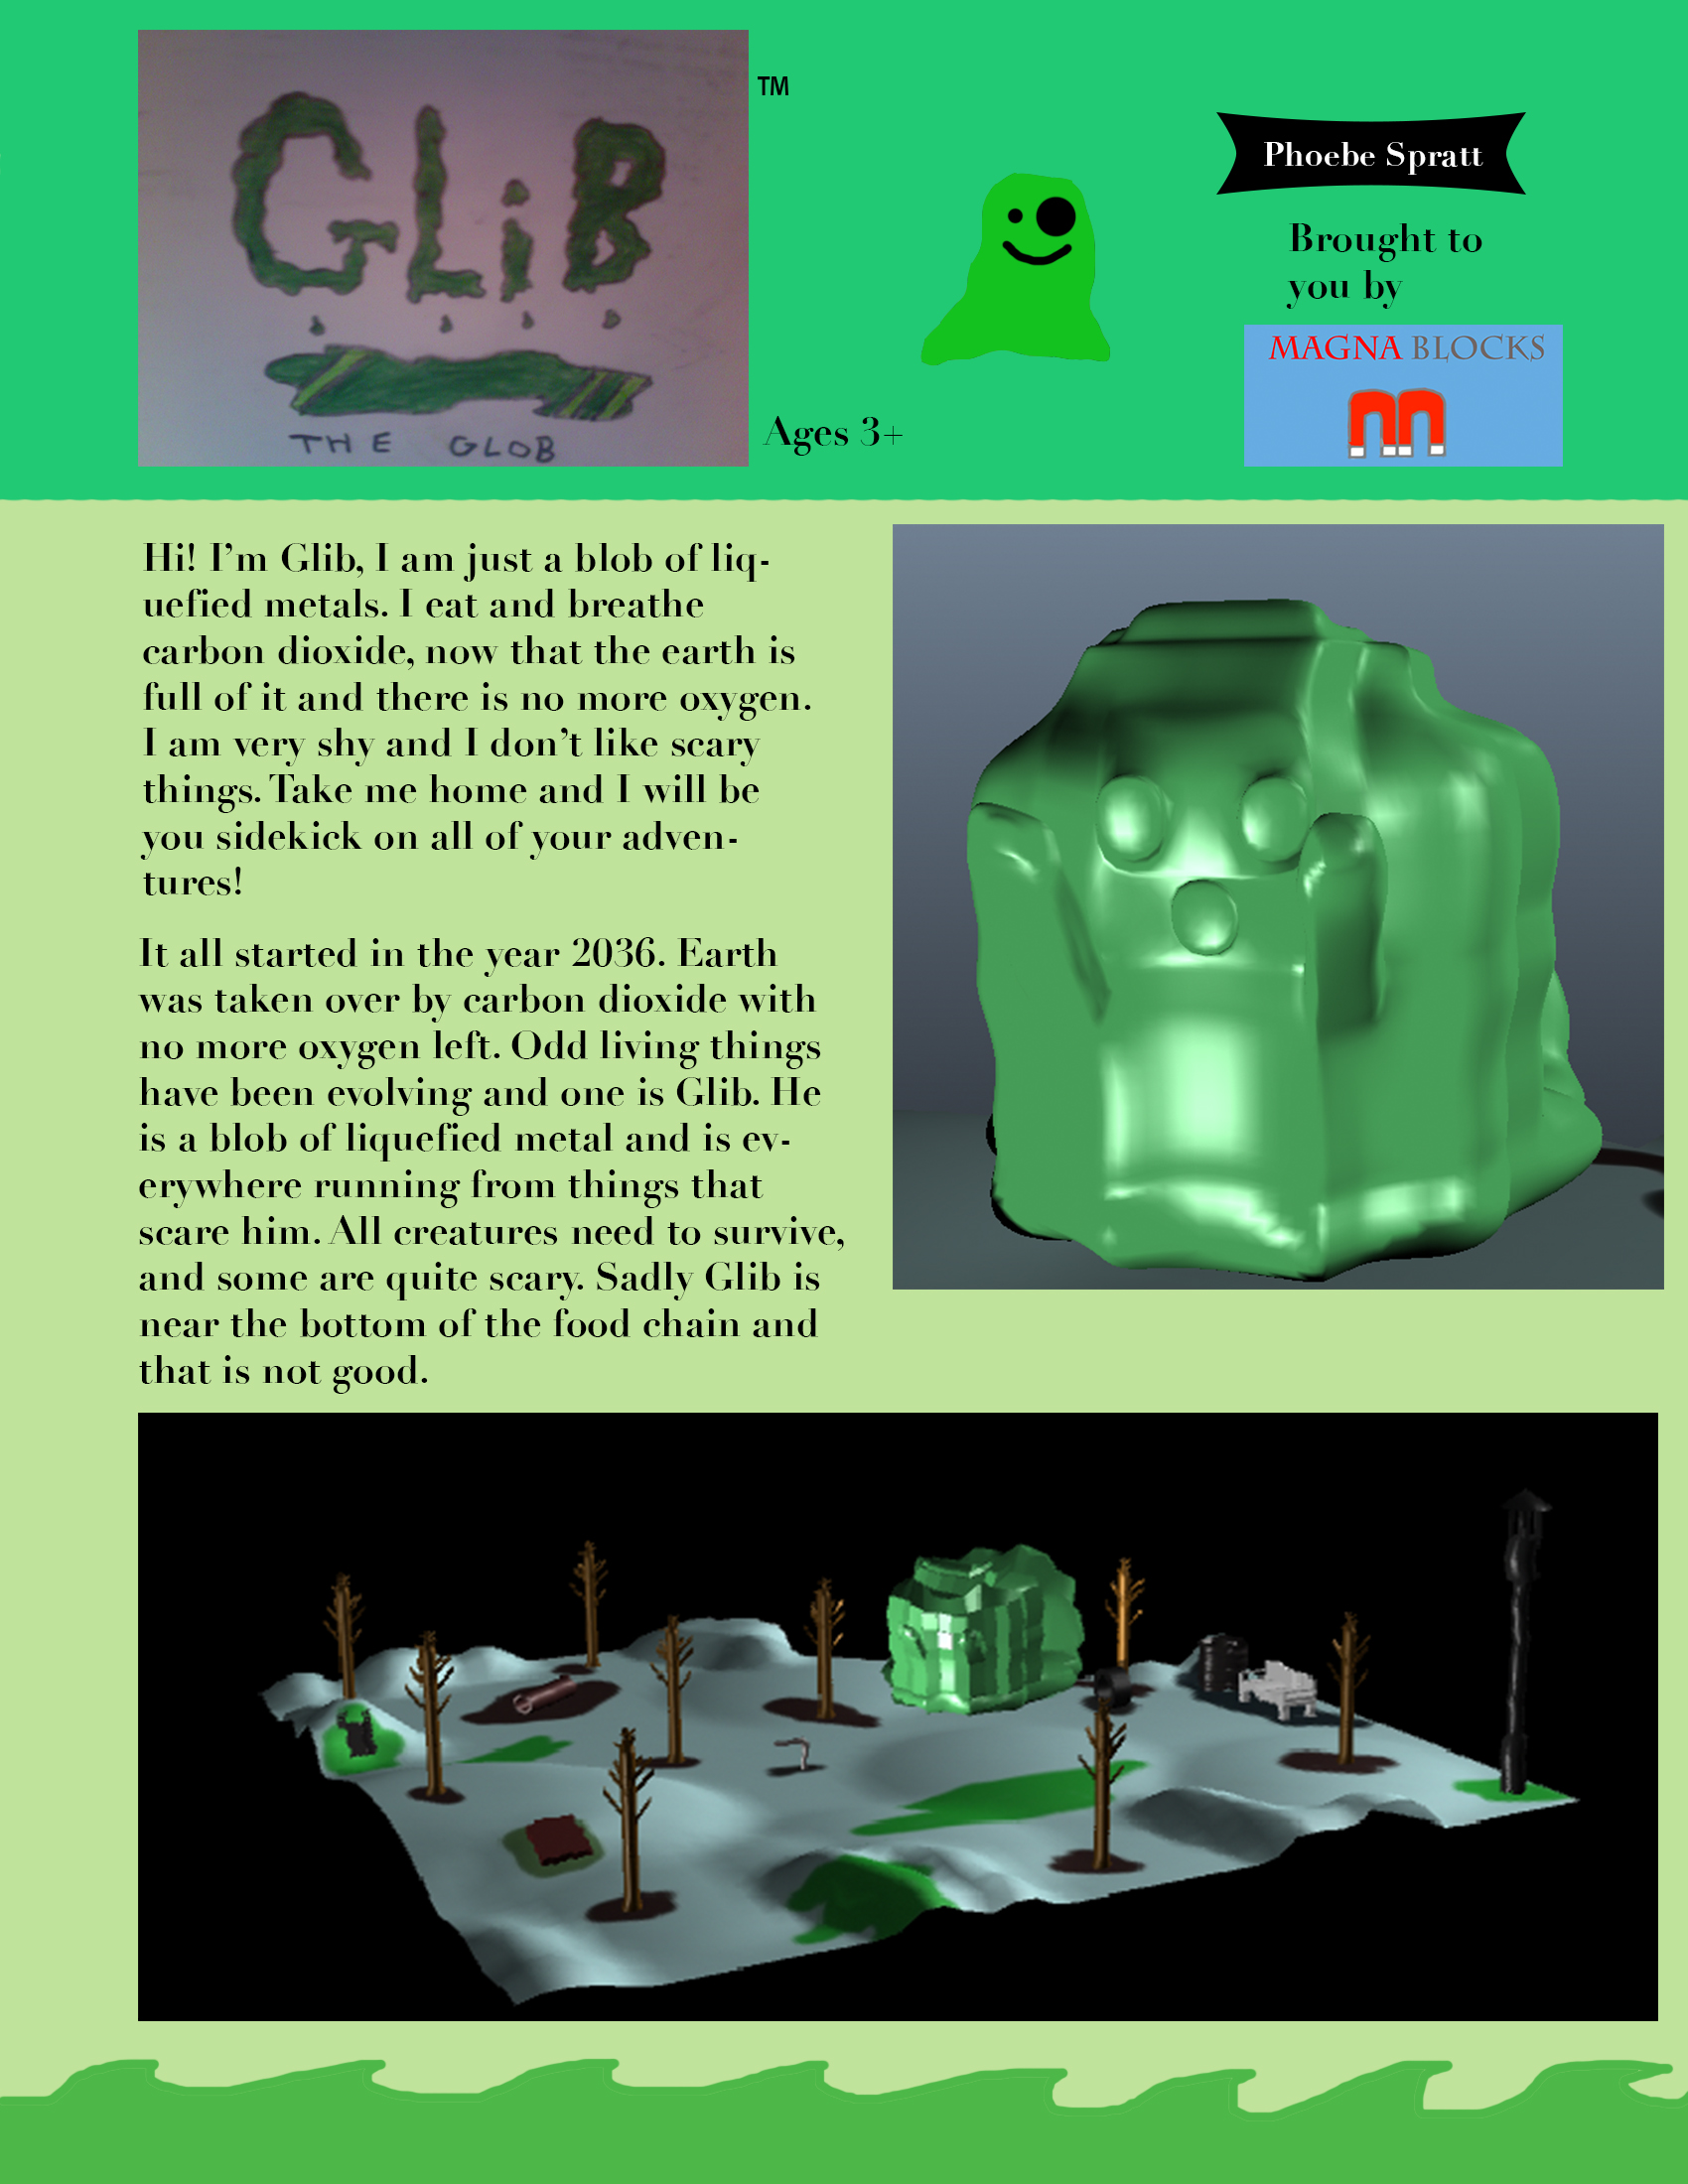 GLiB
TM
THE GLOB
Ages 3+
Phoebe Spratt
Brought to
you by
MAGNA BLOCKS
Hi! I'm Glib, I am just a blob of liq-
uefied metals. I eat and breathe
carbon dioxide, now that the earth is
full of it and there is no more oxygen.
I am very shy and I don't like scary
things. Take me home and I will be
you sidekick on all of your adven-
tures!
It all started in the year 2036. Earth
was taken over by carbon dioxide with
no more oxygen left. Odd living things
have been evolving and one is Glib. He
is a blob of liquefied metal and is ev-
erywhere running from things that
scare him. All creatures need to survive,
and some are quite scary. Sadly Glib is
near the bottom of the food chain and
that is not good.